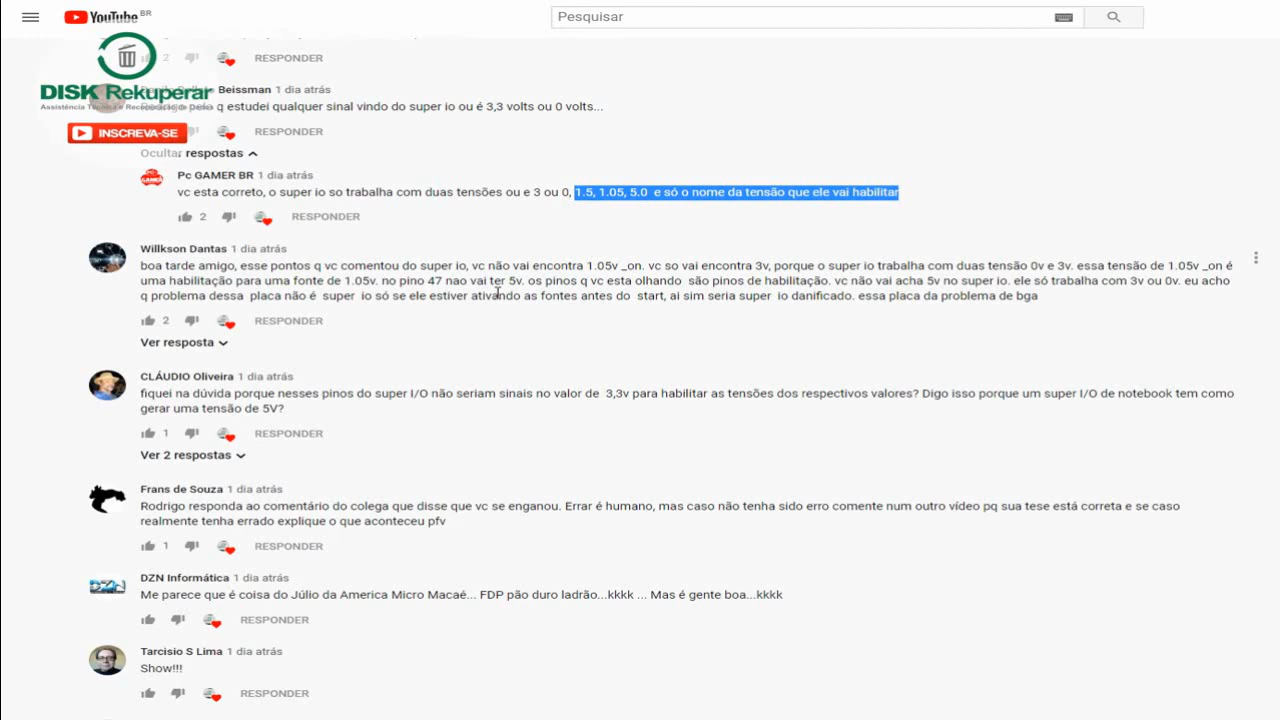 YouTube BR
Pesquisar
2 RESPONDER
DISK Rekuperar
Beissman 1 dia atrás
q estudei qualquer sinal vindo do super io ou é 3,3 volts ou 0 volts...
INSCREVA-SE
RESPONDER
Ocultar respostas
Pc GAMER BR 1 dia atrás
vc esta correto, o super io so trabalha com duas tensões ou e 3 ou 0, 1.5, 1.05, 5.0 e só o nome da tensão que ele vai habilitar
2 RESPONDER
Willkson Dantas 1 dia atrás
boa tarde amigo, esse pontos q vc comentou do super io, vc não vai encontra 1.05v _on. vc so vai encontra 3v, porque o super io trabalha com duas tensão 0v e 3v. essa tensão de 1.05v _on é
uma habilitação para uma fonte de 1.05v. no pino 47 nao vai ter 5v. os pinos q vc esta olhando são pinos de habilitação. vc não vai acha 5v no super io. ele só trabalha com 3v ou 0v. eu acho
q problema dessa placa não é super io só se ele estiver ativando as fontes antes do start, ai sim seria super io danificado. essa placa da problema de bga
2 RESPONDER
Ver resposta
CLÁUDIO Oliveira 1 dia atrás
fiquei na dúvida porque nesses pinos do super I/O não seriam sinais no valor de 3,3v para habilitar as tensões dos respectivos valores? Digo isso porque um super I/O de notebook tem como
gerar uma tensão de 5V?
1 RESPONDER
Ver 2 respostas
Frans de Souza 1 dia atrás
Rodrigo responda ao comentário do colega que disse que vc se enganou. Errar é humano, mas caso não tenha sido erro comente num outro vídeo pq sua tese está correta e se caso
realmente tenha errado explique o que aconteceu pfv
1 RESPONDER
DZN Informática 1 dia atrás
Me parece que é coisa do Júlio da America Micro Macaé... FDP pão duro ladrão...kkkk ... Mas é gente boa...kkkk
RESPONDER
Tarcisio S Lima 1 dia atrás
Show!!!
RESPONDER